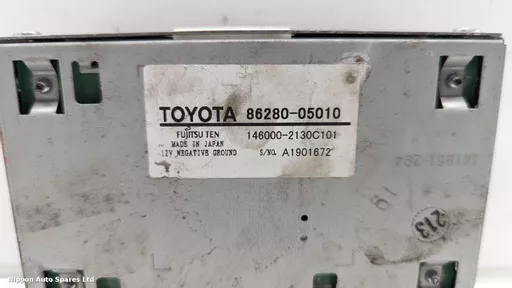 TOYOTA 86280-05010
FUJITSU TEN 146000-2130C101
MADE IN JAPAN
12V NEGATIVE GROUND S/NO. A1901672
19
213
Nippon Auto Spares Ltd